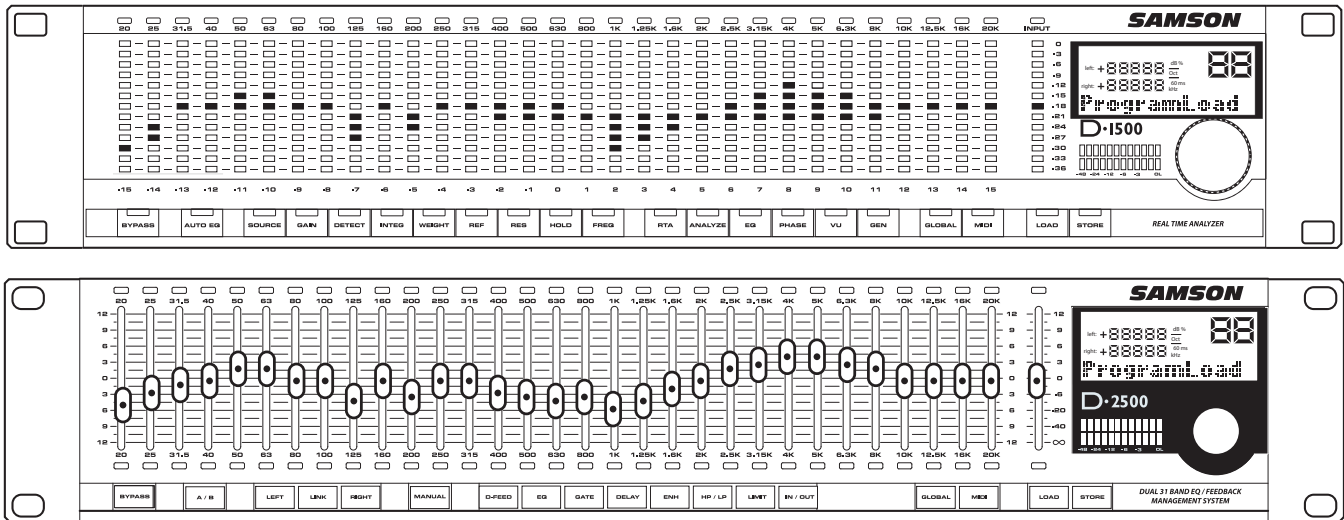 20 25 31.5 40 50 63 80 100 125 160 200 250 315 400 500 630 800 1K 1.25K 1.6K 2K 2.5K 3.15K 4K 5K 6.3K 8K 10K 12.5K 16K 20K INPUT
SAMSON
0
-3
-6
-9
-12
-15
-18
-21
-24
-27
-30
-33
-36
left: +88888 dB % 88
Oct
right: +88888 60 ms
kHz
ProgramLoad
D-1500
-48 -24 -12 -6 -3 OL
-15 -14 -13 -12 -11 -10 -9 -8 -7 -6 -5 -4 -3 -2 -1 0 1 2 3 4 5 6 7 8 9 10 11 12 13 14 15
BYPASS AUTO EQ SOURCE GAIN DETECT INTEG WEIGHT REF RES HOLD FREQ RTA ANALYZE EQ PHASE VU GEN GLOBAL MIDI LOAD STORE REAL TIME ANALYZER
20 25 31.5 40 50 63 80 100 125 160 200 250 315 400 500 630 800 1K 1.25K 1.6K 2K 2.5K 3.15K 4K 5K 6.3K 8K 10K 12.5K 16K 20K
SAMSON
12 12 12
9 9 9
6 6 6
3 3 3
0 0 0
3 3 -6
6 6 -20
9 9 -40
12 12 ∞
left: +88888 dB % 88
Oct
right: +88888 60 ms
kHz
ProgramLoad
D-2500
-48 -24 -12 -6 -3 OL
20 25 31.5 40 50 63 80 100 125 160 200 250 315 400 500 630 800 1K 1.25K 1.6K 2K 2.5K 3.15K 4K 5K 6.3K 8K 10K 12.5K 16K 20K
BYPASS A / B LEFT LINK RIGHT MANUAL D-FEED EQ GATE DELAY ENH HP / LP LIMIT IN / OUT GLOBAL MIDI LOAD STORE
DUAL 31 BAND EQ / FEEDBACK
MANAGEMENT SYSTEM